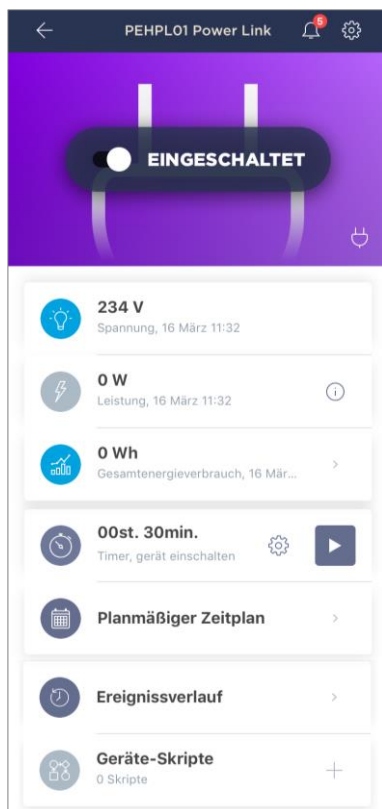 PEHPL01 Power Link
5
EINGESCHALTET
234 V
Spannung, 16 März 11:32
0 W
Leistung, 16 März 11:32
0 Wh
Gesamtenergieverbrauch, 16 Mär...
00st. 30min.
Timer, gerät einschalten
Planmäßiger Zeitplan
Ereignissverlauf
Geräte-Skripte
0 Skripte